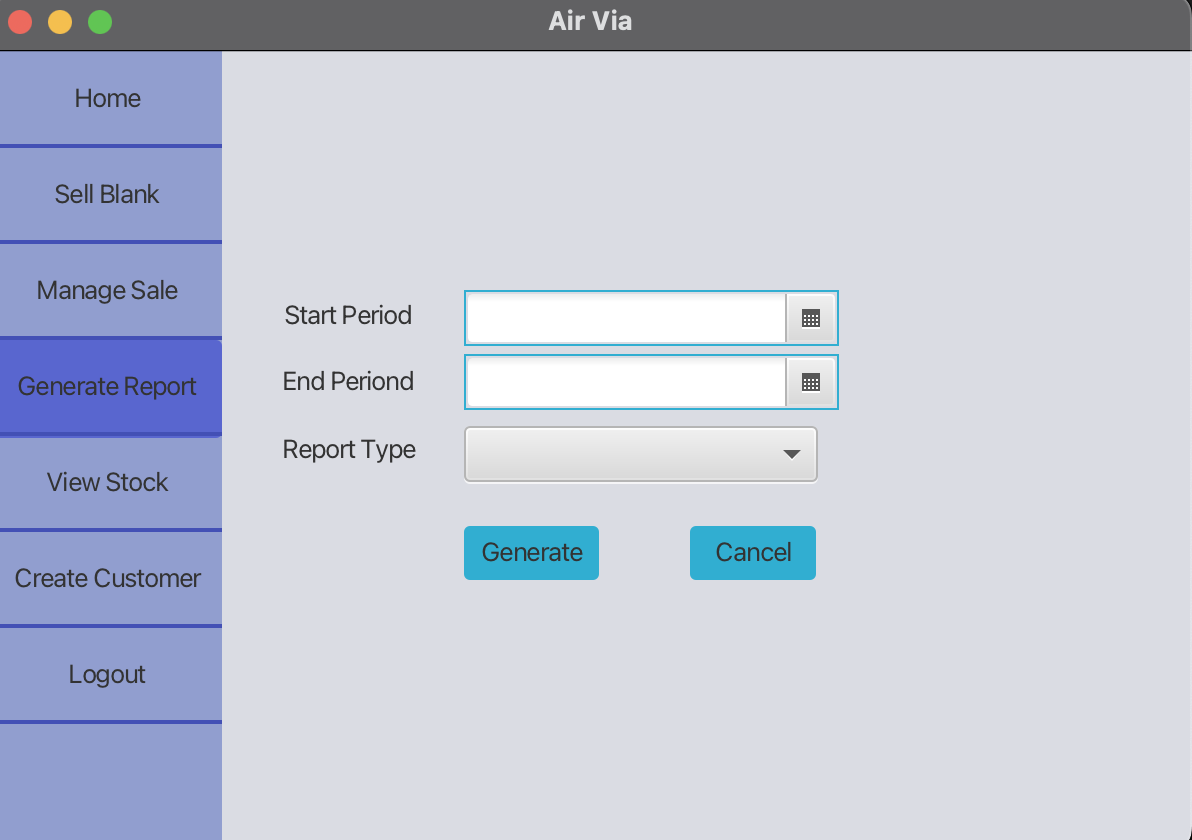 Air Via
Home
Sell Blank
Manage Sale
Generate Report
View Stock
Create Customer
Logout
Start Period
End Periond
Report Type
Generate
Cancel